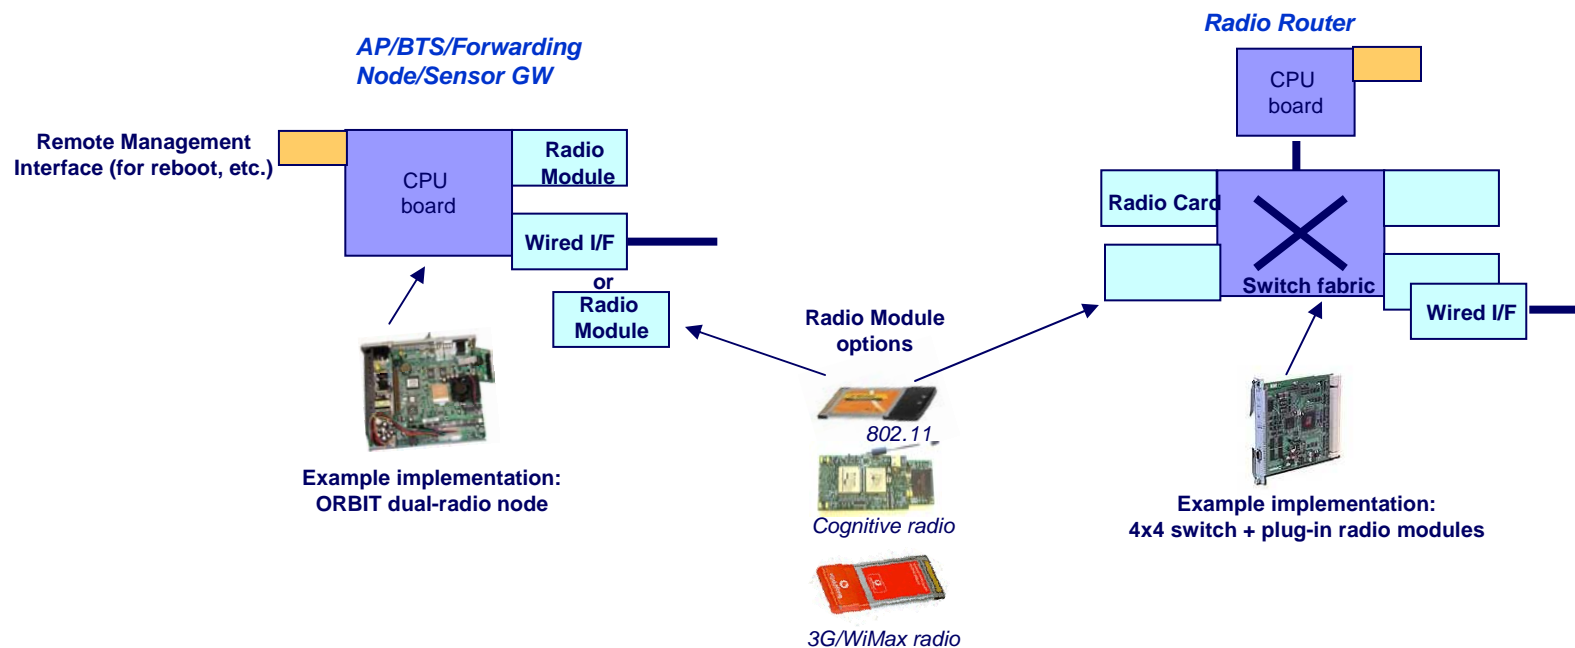 AP/BTS/Forwarding
Node/Sensor GW
Remote Management
Interface (for reboot, etc.)
CPU
board
Radio
Module
Wired I/F
or
Radio
Module
Example implementation:
ORBIT dual-radio node
Radio Module
options
802.11
Cognitive radio
3G/WiMax radio
Radio Router
CPU
board
Radio Card
Switch fabric
Wired I/F
Example implementation:
4x4 switch + plug-in radio modules